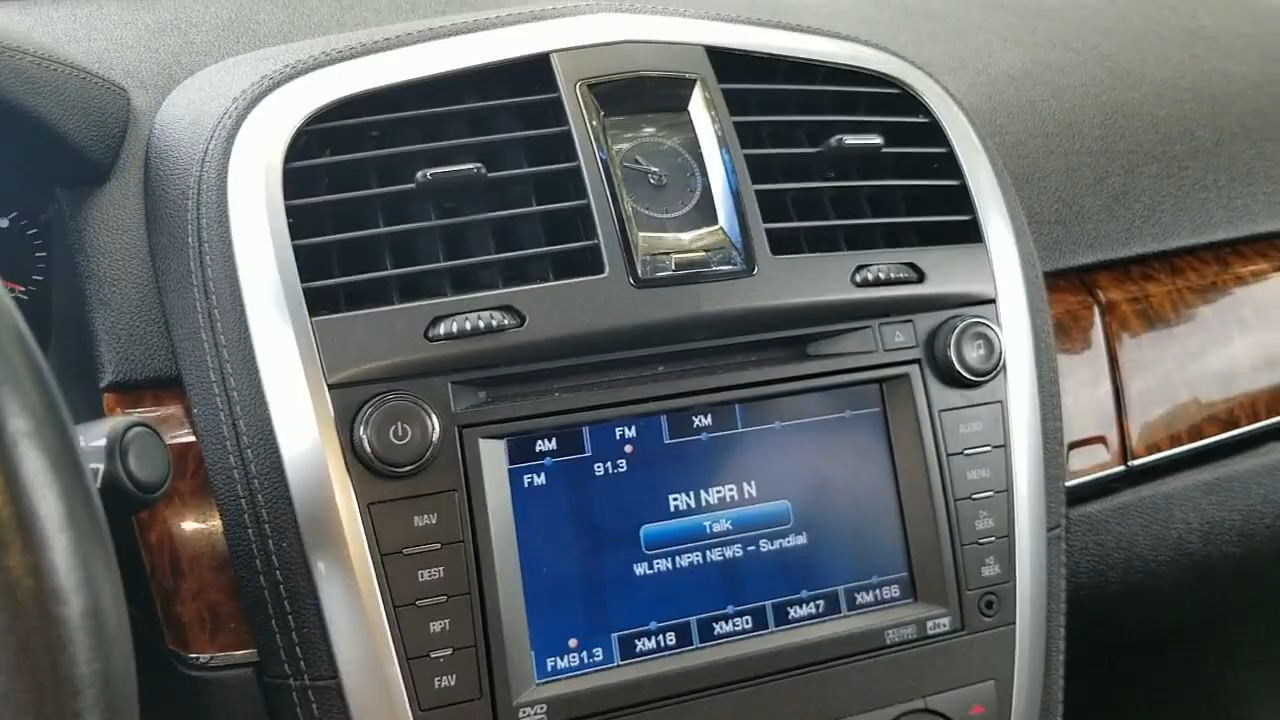 AM
FM
XM
FM
91.3
RN NPR N
Talk
WLRN NPR NEWS - Sundial
FM91.3
XM18
XM30
XM47
XM166
NAV
DEST
RPT
FAV
AUDIO
MENU
SEEK
SEEK
DVD
dts